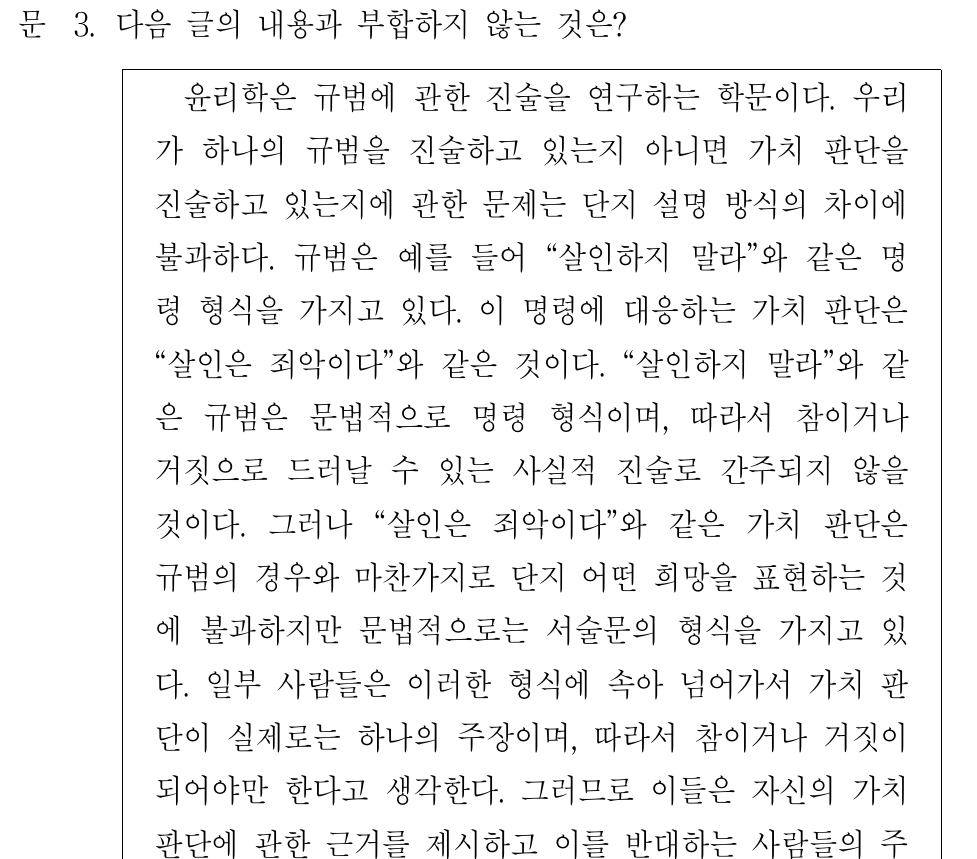 문 3. 다음 글의 내용과 부합하지 않는 것은?
윤리학은 규범에 관한 진술을 연구하는 학문이다. 우리
가 하나의 규범을 진술하고 있는지 아니면 가치 판단을
진술하고 있는지에 관한 문제는 단지 설명 방식의 차이에
불과하다. 규범은 예를 들어 “살인하지 말라”와 같은 명
령 형식을 가지고 있다. 이 명령에 대응하는 가치 판단은
“살인은 죄악이다”와 같은 것이다. “살인하지 말라”와 같
은 규범은 문법적으로 명령 형식이며, 따라서 참이거나
거짓으로 드러날 수 있는 사실적 진술로 간주되지 않을
것이다. 그러나 “살인은 죄악이다”와 같은 가치 판단은
규범의 경우와 마찬가지로 단지 어떤 희망을 표현하는 것
에 불과하지만 문법적으로는 서술문의 형식을 가지고 있
다. 일부 사람들은 이러한 형식에 속아 넘어가서 가치 판
단이 실제로는 하나의 주장이며, 따라서 참이거나 거짓이
되어야만 한다고 생각한다. 그러므로 이들은 자신의 가치
판단에 관한 근거를 제시하고 이를 반대하는 사람들의 주